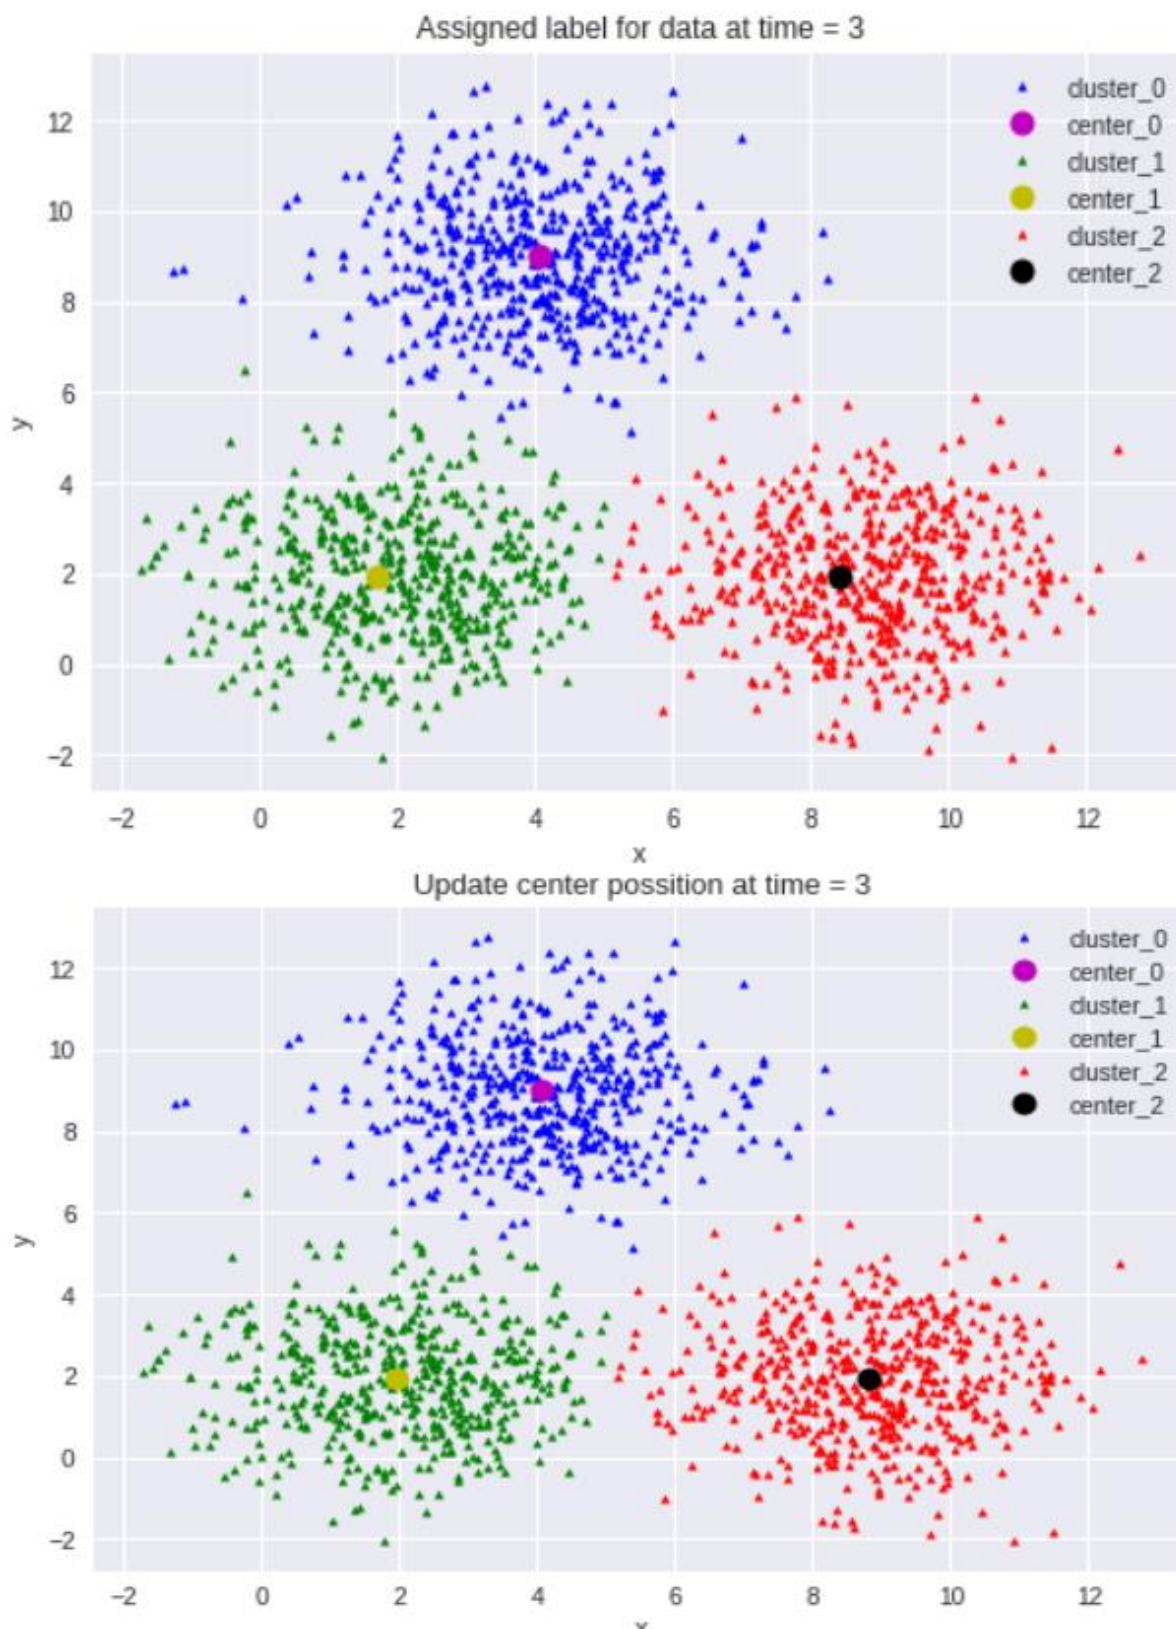 Assigned label for data at time = 3
cluster_0
center_0
cluster_1
center_1
cluster_2
center_2
12
10
8
6
4
2
0
−2
y
−2 0 2 4 6 8 10 12
x
Update center possition at time = 3
cluster_0
center_0
cluster_1
center_1
cluster_2
center_2
12
10
8
6
4
2
0
−2
y
−2 0 2 4 6 8 10 12